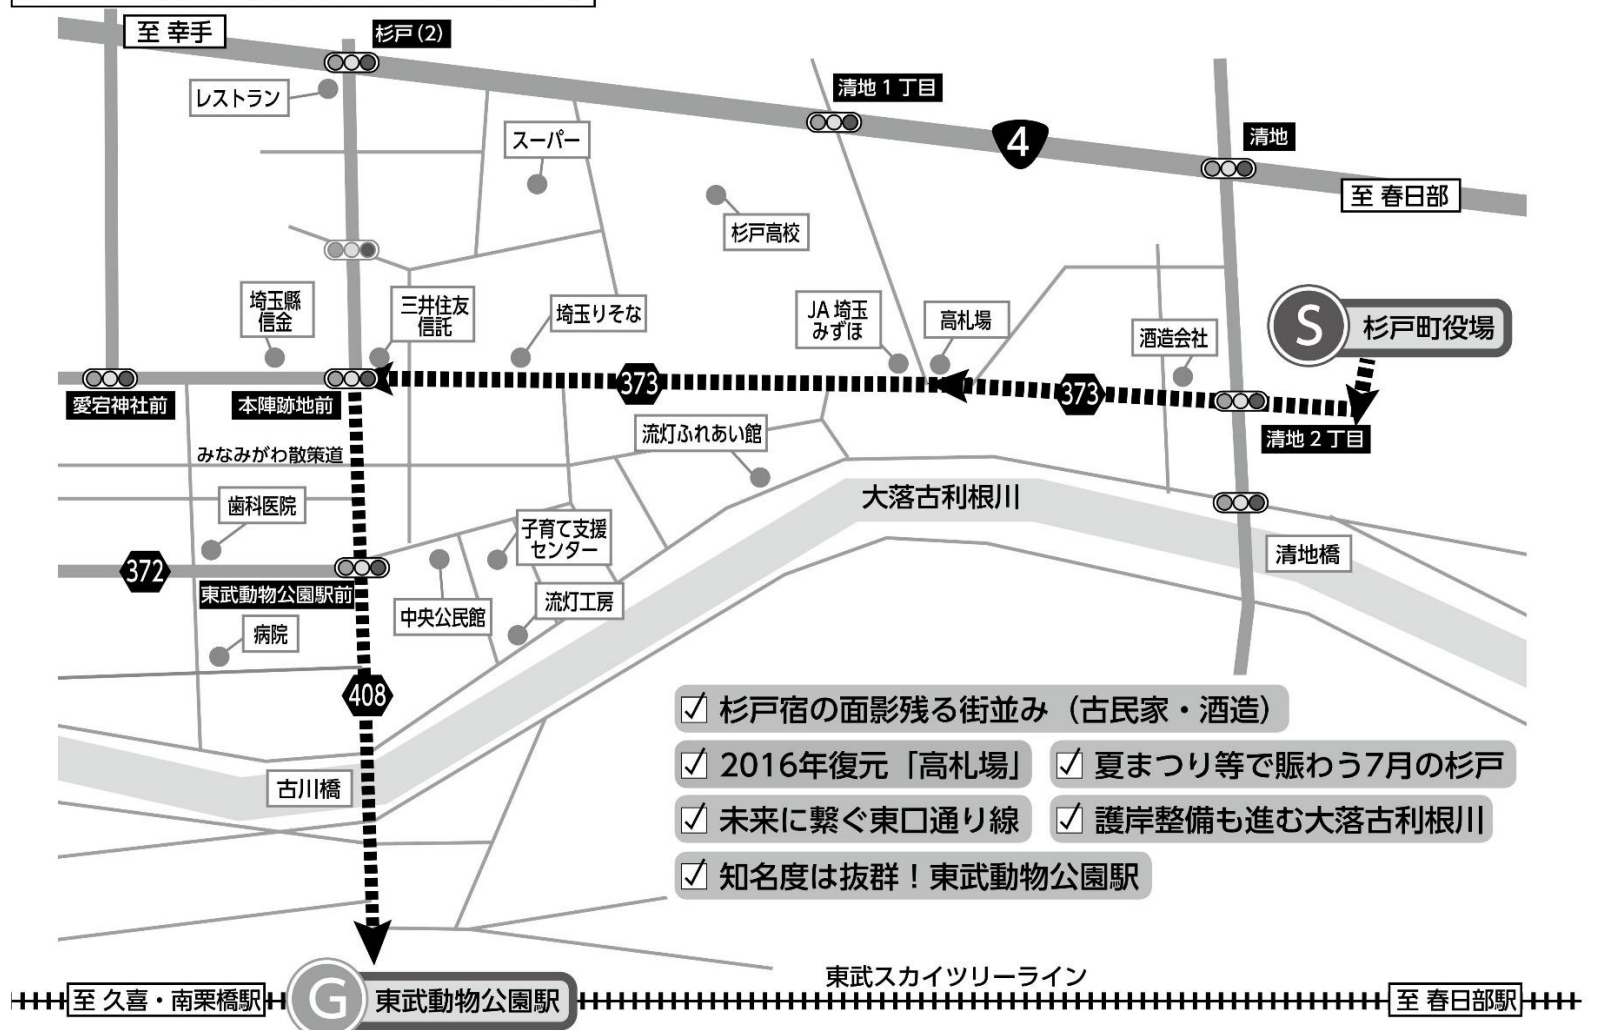 至 幸手
杉戸(2)
レストラン
スーパー
清地1丁目
4
清地
至 春日部
杉戸高校
埼玉縣
信金
三井住友
信託
埼玉りそな
JA 埼玉
みずほ
高札場
酒造会社
S
杉戸町役場
愛宕神社前
本陣跡地前
373
373
清地2丁目
みなみがわ散策道
流灯ふれあい館
歯科医院
大落古利根川
子育て支援
センター
清地橋
372
東武動物公園駅前
中央公民館
流灯工房
病院
408
古川橋
杉戸宿の面影残る街並み（古民家・酒造）
2016年復元「高札場」
夏まつり等で賑わう7月の杉戸
未来に繋ぐ東口通り線
護岸整備も進む大落古利根川
知名度は抜群！東武動物公園駅
東武スカイツリーライン
至 久喜・南栗橋駅
G
東武動物公園駅
至 春日部駅